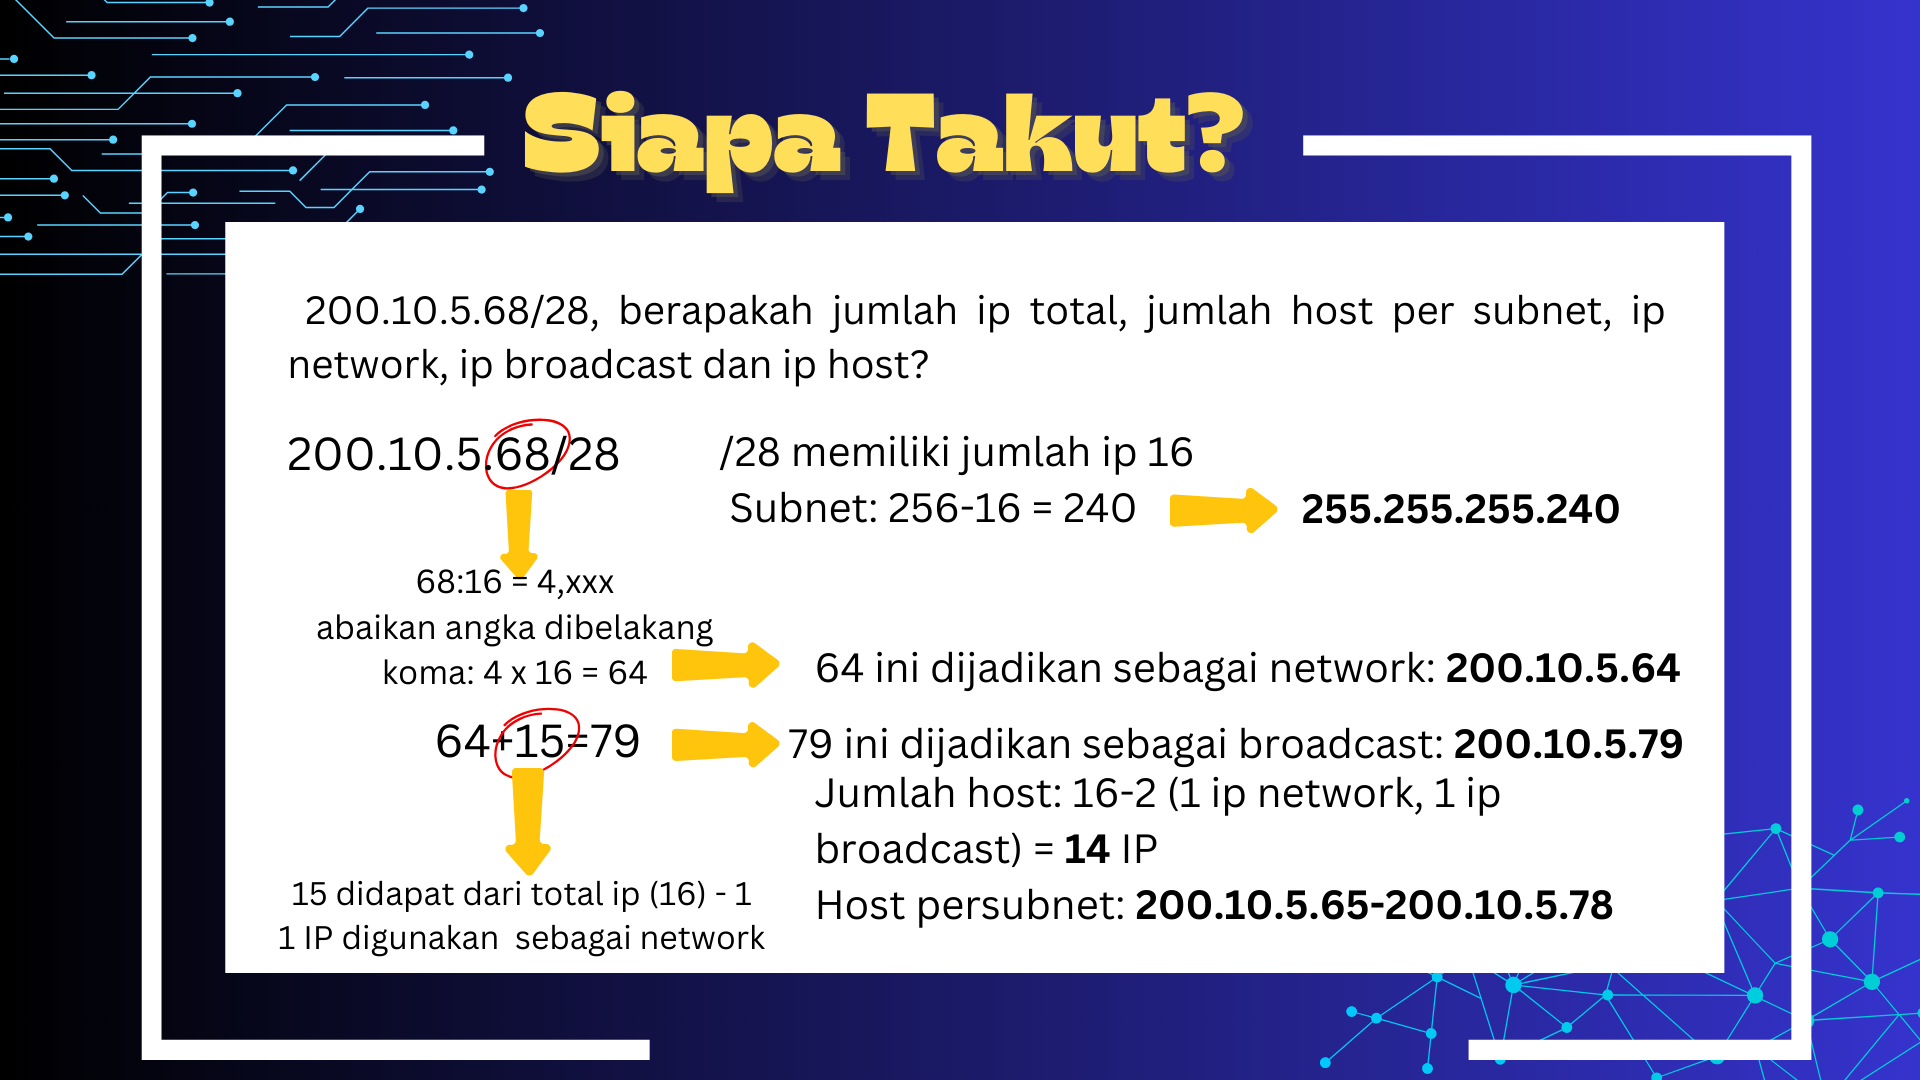 Siapa Takut?
200.10.5.68/28, berapakah jumlah ip total, jumlah host per subnet, ip
network, ip broadcast dan ip host?
200.10.5.68/28
/28 memiliki jumlah ip 16
Subnet: 256-16 = 240
255.255.255.240
68:16 = 4,xxx
abaikan angka dibelakang
koma: 4 x 16 = 64
64 ini dijadikan sebagai network: 200.10.5.64
64+15=79
79 ini dijadikan sebagai broadcast: 200.10.5.79
Jumlah host: 16-2 (1 ip network, 1 ip
broadcast) = 14 IP
Host persubnet: 200.10.5.65-200.10.5.78
15 didapat dari total ip (16) - 1
1 IP digunakan sebagai network